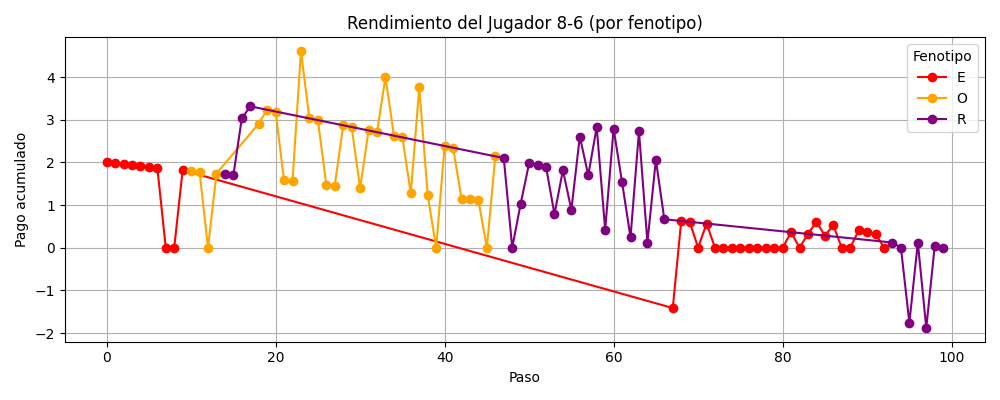 Rendimiento del Jugador 8-6 (por fenotipo)
Fenotipo
E
O
R
Pago acumulado
4
3
2
1
0
−1
−2
0 20 40 60 80 100
Paso